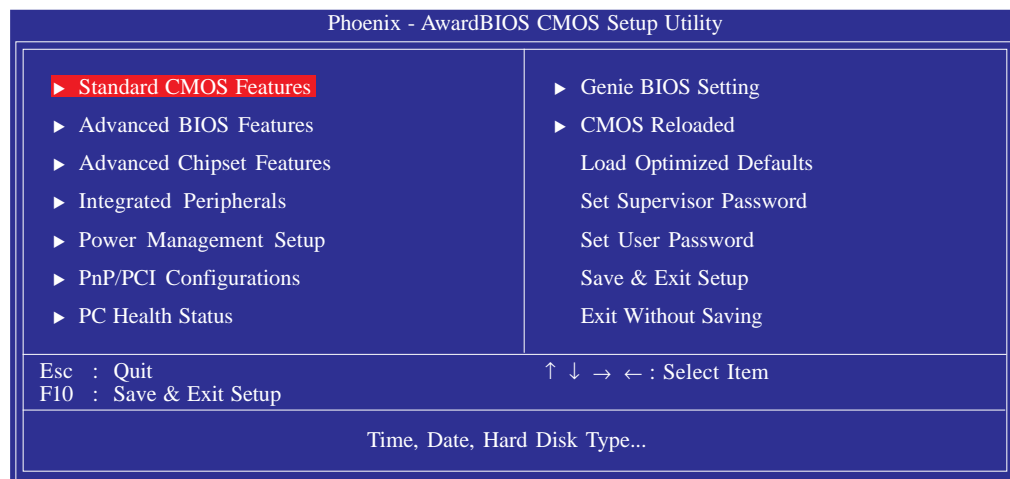 Phoenix - AwardBIOS CMOS Setup Utility
▶ Standard CMOS Features
▶ Advanced BIOS Features
▶ Advanced Chipset Features
▶ Integrated Peripherals
▶ Power Management Setup
▶ PnP/PCI Configurations
▶ PC Health Status
▶ Genie BIOS Setting
▶ CMOS Reloaded
Load Optimized Defaults
Set Supervisor Password
Set User Password
Save & Exit Setup
Exit Without Saving
Esc : Quit
F10 : Save & Exit Setup
↑ ↓ → ← : Select Item
Time, Date, Hard Disk Type...